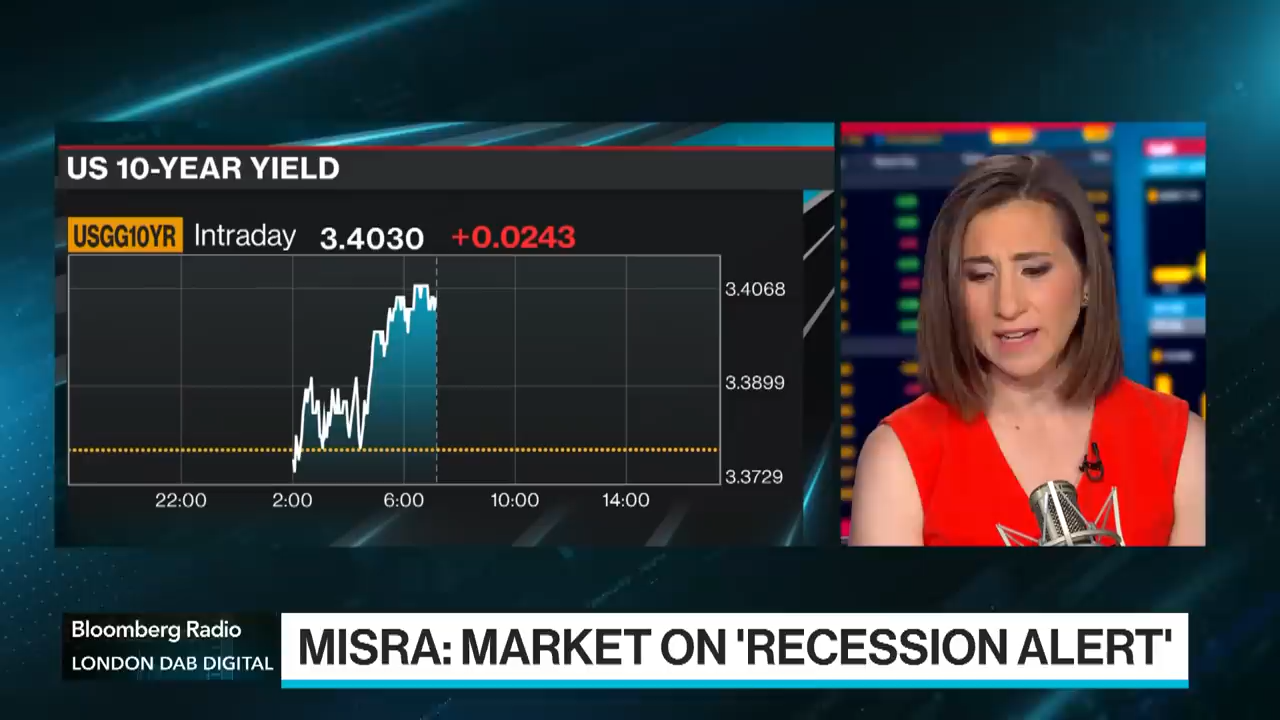 US 10-YEAR YIELD
USGG10YR Intraday 3.4030 +0.0243
3.4068
3.3899
3.3729
22:00 2:00 6:00 10:00 14:00
Bloomberg Radio
LONDON DAB DIGITAL
MISRA: MARKET ON 'RECESSION ALERT'